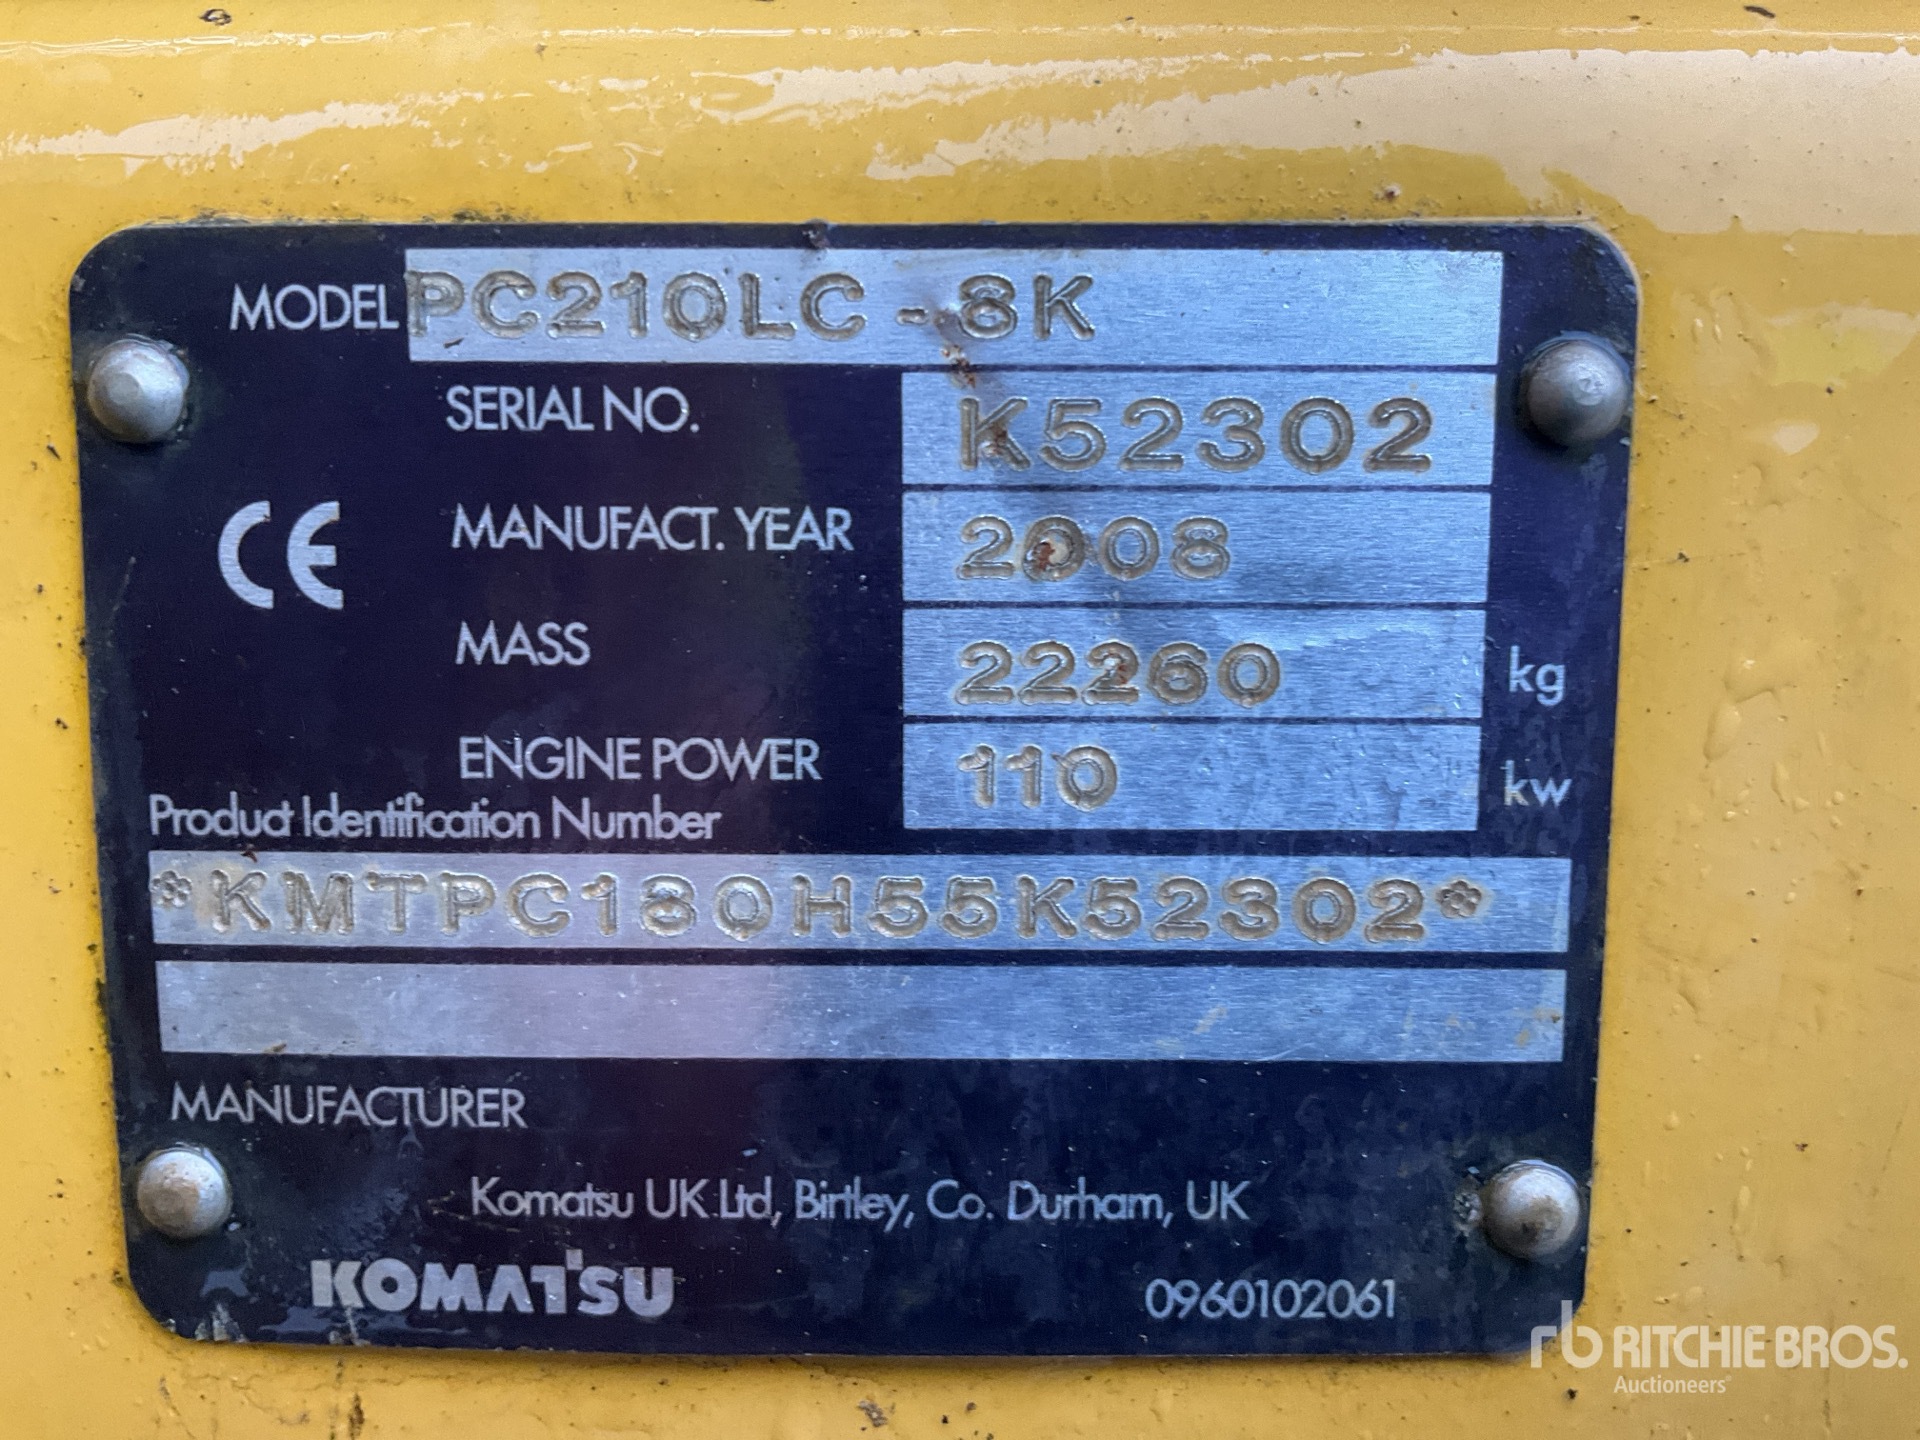 MODEL PC210LC-8K
SERIAL NO. K52302
CE MANUFACT. YEAR 2008
MASS 22260 kg
ENGINE POWER 110 kw
Product Identification Number
*KMTPC180H55K52302*
MANUFACTURER
Komatsu UK Ltd, Birtley, Co. Durham, UK
KOMATSU 0960102061
rb RITCHIE BROS.
Auctioneers